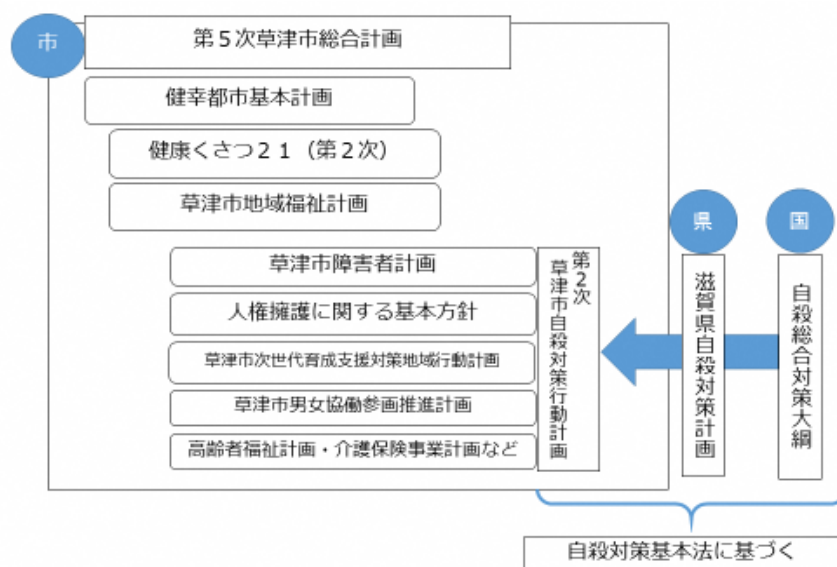 市
第５次草津市総合計画
健幸都市基本計画
健康くさつ２１（第２次）
草津市地域福祉計画
県
国
草津市障害者計画
人権擁護に関する基本方針
草津市次世代育成支援対策地域行動計画
草津市男女協働参画推進計画
高齢者福祉計画・介護保険事業計画など
第２次
草津市自殺対策行動計画
滋賀県自殺対策計画
自殺総合対策大綱
自殺対策基本法に基づく